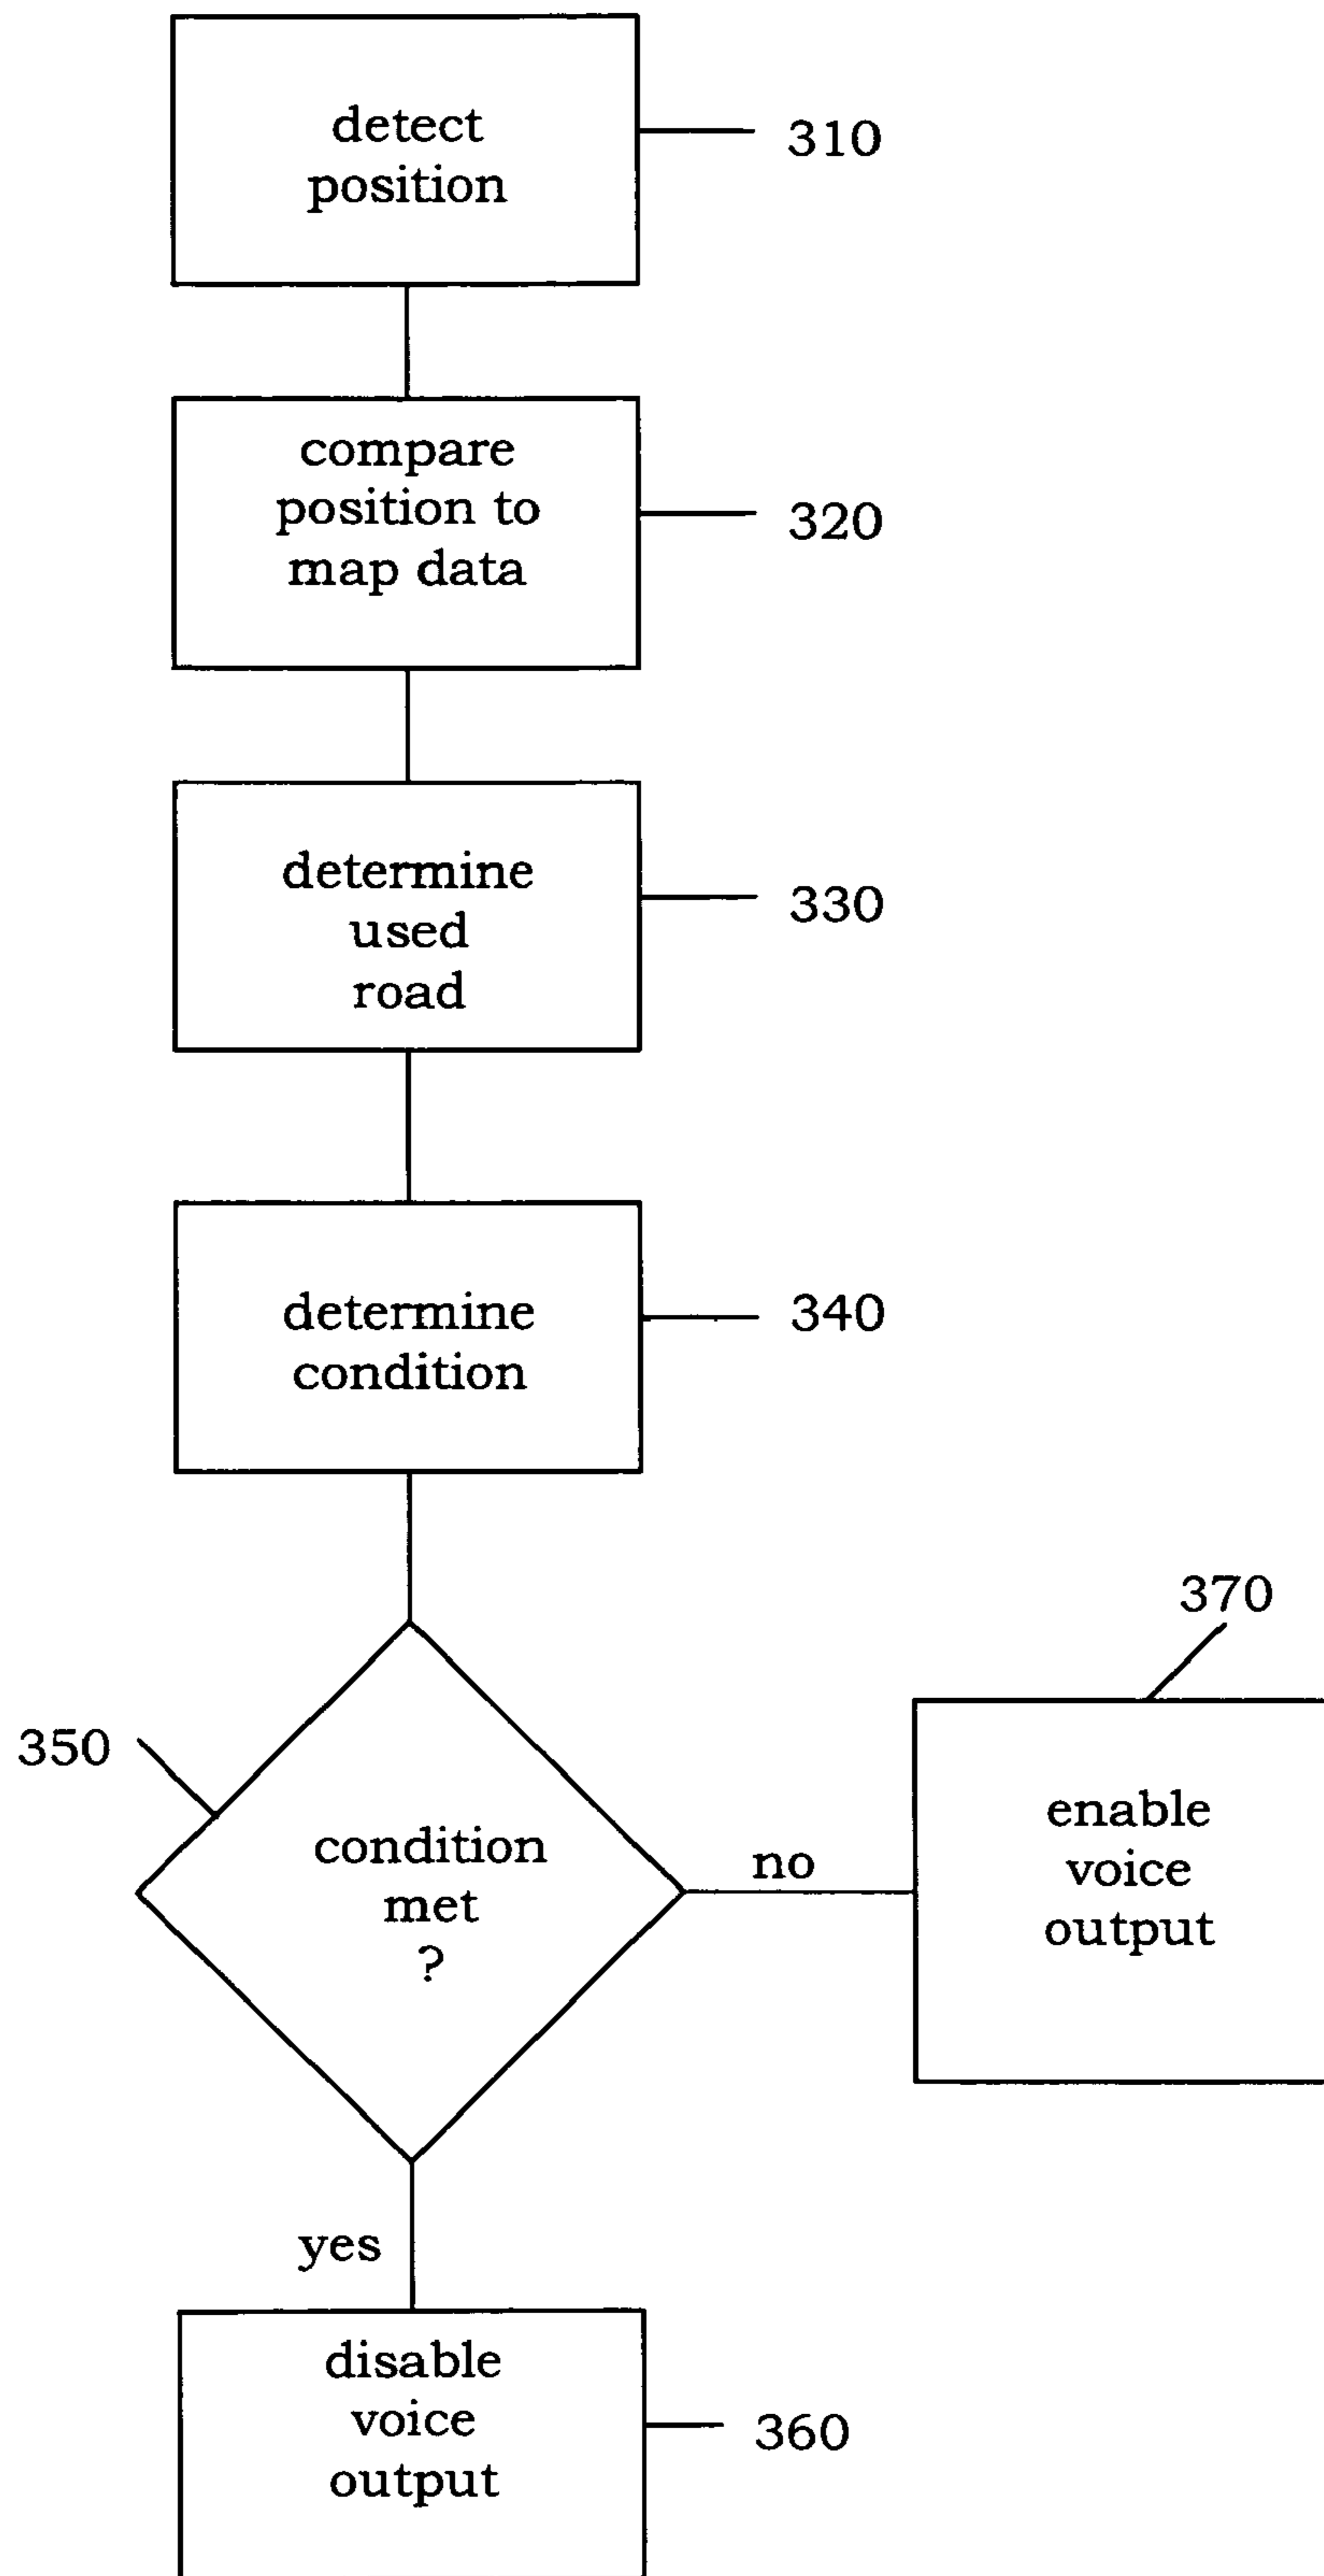 detect
position
310
compare
position to
map data
320
determine
used
road
330
determine
condition
340
350
condition
met
?
no
370
enable
voice
output
yes
disable
voice
output
360